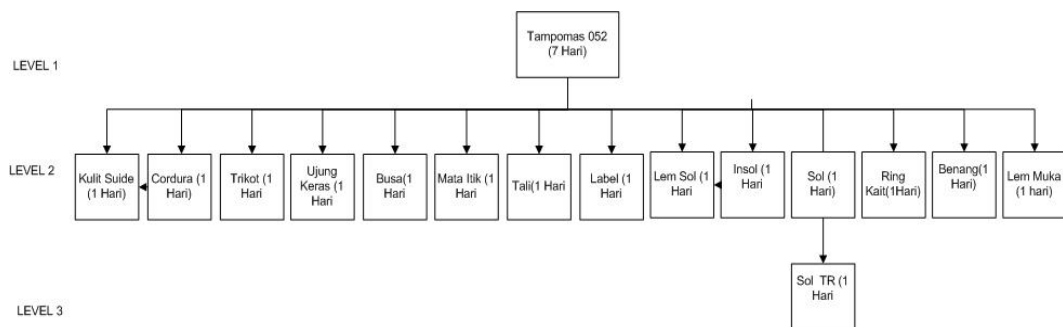 Tampomas 052
(7 Hari)
LEVEL 1
LEVEL 2
Kulit Suide
(1 Hari)
Cordura (1
Hari)
Trikot (1
Hari
Ujung
Keras (1
Hari
Busa(1
Hari
Mata Itik (1
Hari
Tali(1 Hari
Label (1
Hari
Lem Sol (1
Hari
Insol (1
Hari
Sol (1
Hari)
Ring
Kait(1Hari)
Benang(1
Hari)
Lem Muka
(1 hari)
Sol TR (1
Hari
LEVEL 3